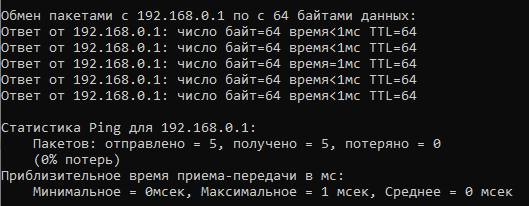 Обмен пакетами с 192.168.0.1 по с 64 байтами данных:
Ответ от 192.168.0.1: число байт=64 время<1мс TTL=64
Ответ от 192.168.0.1: число байт=64 время<1мс TTL=64
Ответ от 192.168.0.1: число байт=64 время=1мс TTL=64
Ответ от 192.168.0.1: число байт=64 время<1мс TTL=64
Ответ от 192.168.0.1: число байт=64 время<1мс TTL=64
Статистика Ping для 192.168.0.1:
Пакетов: отправлено = 5, получено = 5, потеряно = 0
(0% потерь)
Приблизительное время приема-передачи в мс:
Минимальное = 0мсек, Максимальное = 1 мсек, Среднее = 0 мсек